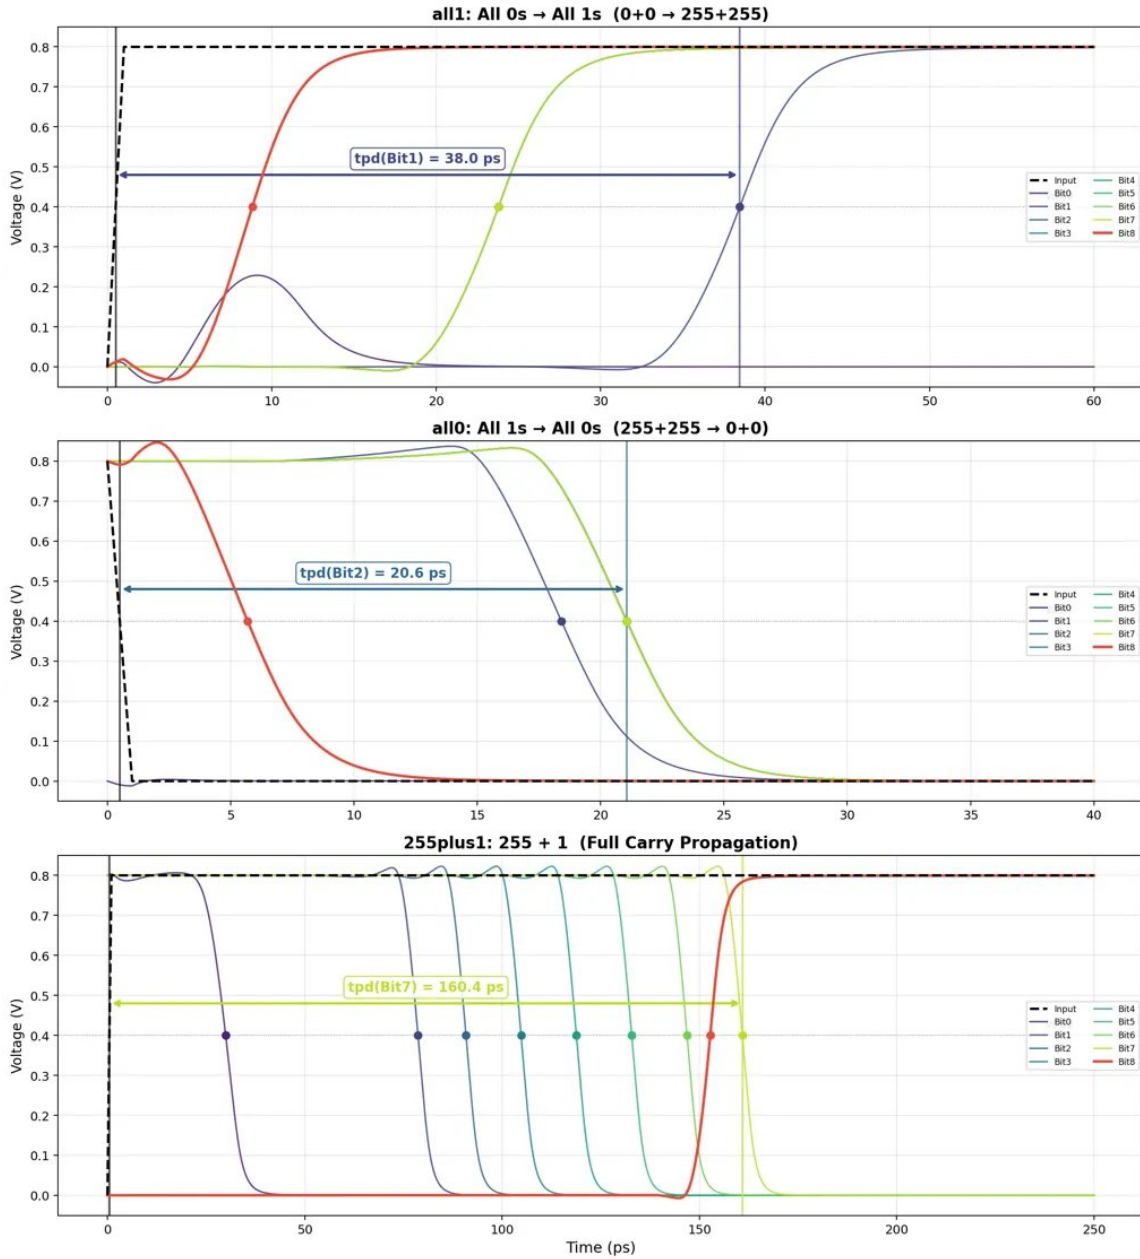 all1: All 0s → All 1s (0+0 → 255+255)
Voltage (V)
0.8
0.7
0.6
0.5
0.4
0.3
0.2
0.1
0.0
tpd(Bit1) = 38.0 ps
Input Bit4
Bit0 Bit5
Bit1 Bit6
Bit2 Bit7
Bit3 Bit8
0 10 20 30 40 50 60
all0: All 1s → All 0s (255+255 → 0+0)
Voltage (V)
0.8
0.7
0.6
0.5
0.4
0.3
0.2
0.1
0.0
tpd(Bit2) = 20.6 ps
Input Bit4
Bit0 Bit5
Bit1 Bit6
Bit2 Bit7
Bit3 Bit8
0 5 10 15 20 25 30 35 40
255plus1: 255 + 1 (Full Carry Propagation)
Voltage (V)
0.8
0.7
0.6
0.5
0.4
0.3
0.2
0.1
0.0
tpd(Bit7) = 160.4 ps
Input Bit4
Bit0 Bit5
Bit1 Bit6
Bit2 Bit7
Bit3 Bit8
0 50 100 150 200 250
Time (ps)